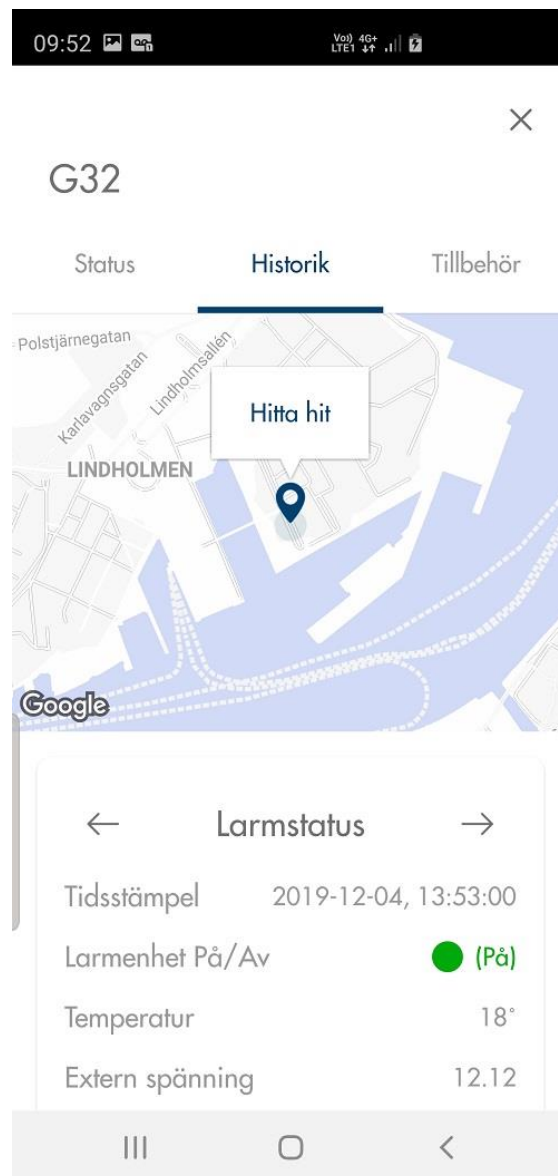 09:52
Vo)) 4G+
LTE1
G32
Status Historik Tillbehör
Polstjärnegatan
Karlavagnsgatan
Lindholmsallén
Hitta hit
LINDHOLMEN
Google
Larmstatus
Tidsstämpel 2019-12-04, 13:53:00
Larmenhet På/Av (På)
Temperatur 18°
Extern spänning 12.12